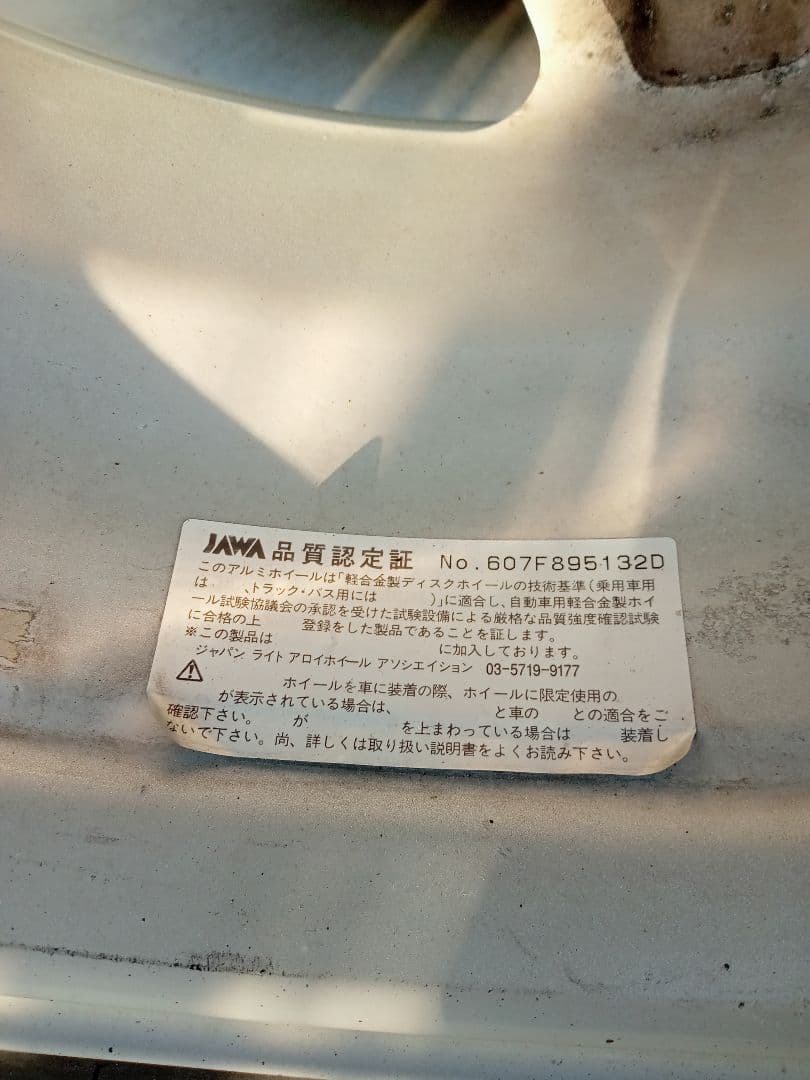 JAWA 品質認定証 No.607F895132D
このアルミホイールは「軽合金製ディスクホイールの技術基準(乗用車用
は 、トラック・バス用には )」に適合し、自動車用軽合金製ホイ
ール試験協議会の承認を受けた試験設備による厳格な品質強度確認試験
に合格の上 登録をした製品であることを証します。
※この製品は に加入しております。
ジャパン ライト アロイホイール アソシエイション 03-5719-9177
ホイールを車に装着の際、ホイールに限定使用の
が表示されている場合は、 と車の との適合をご
確認下さい。 が を上まわっている場合は 装着し
ないで下さい。尚、詳しくは取り扱い説明書をよくお読み下さい。